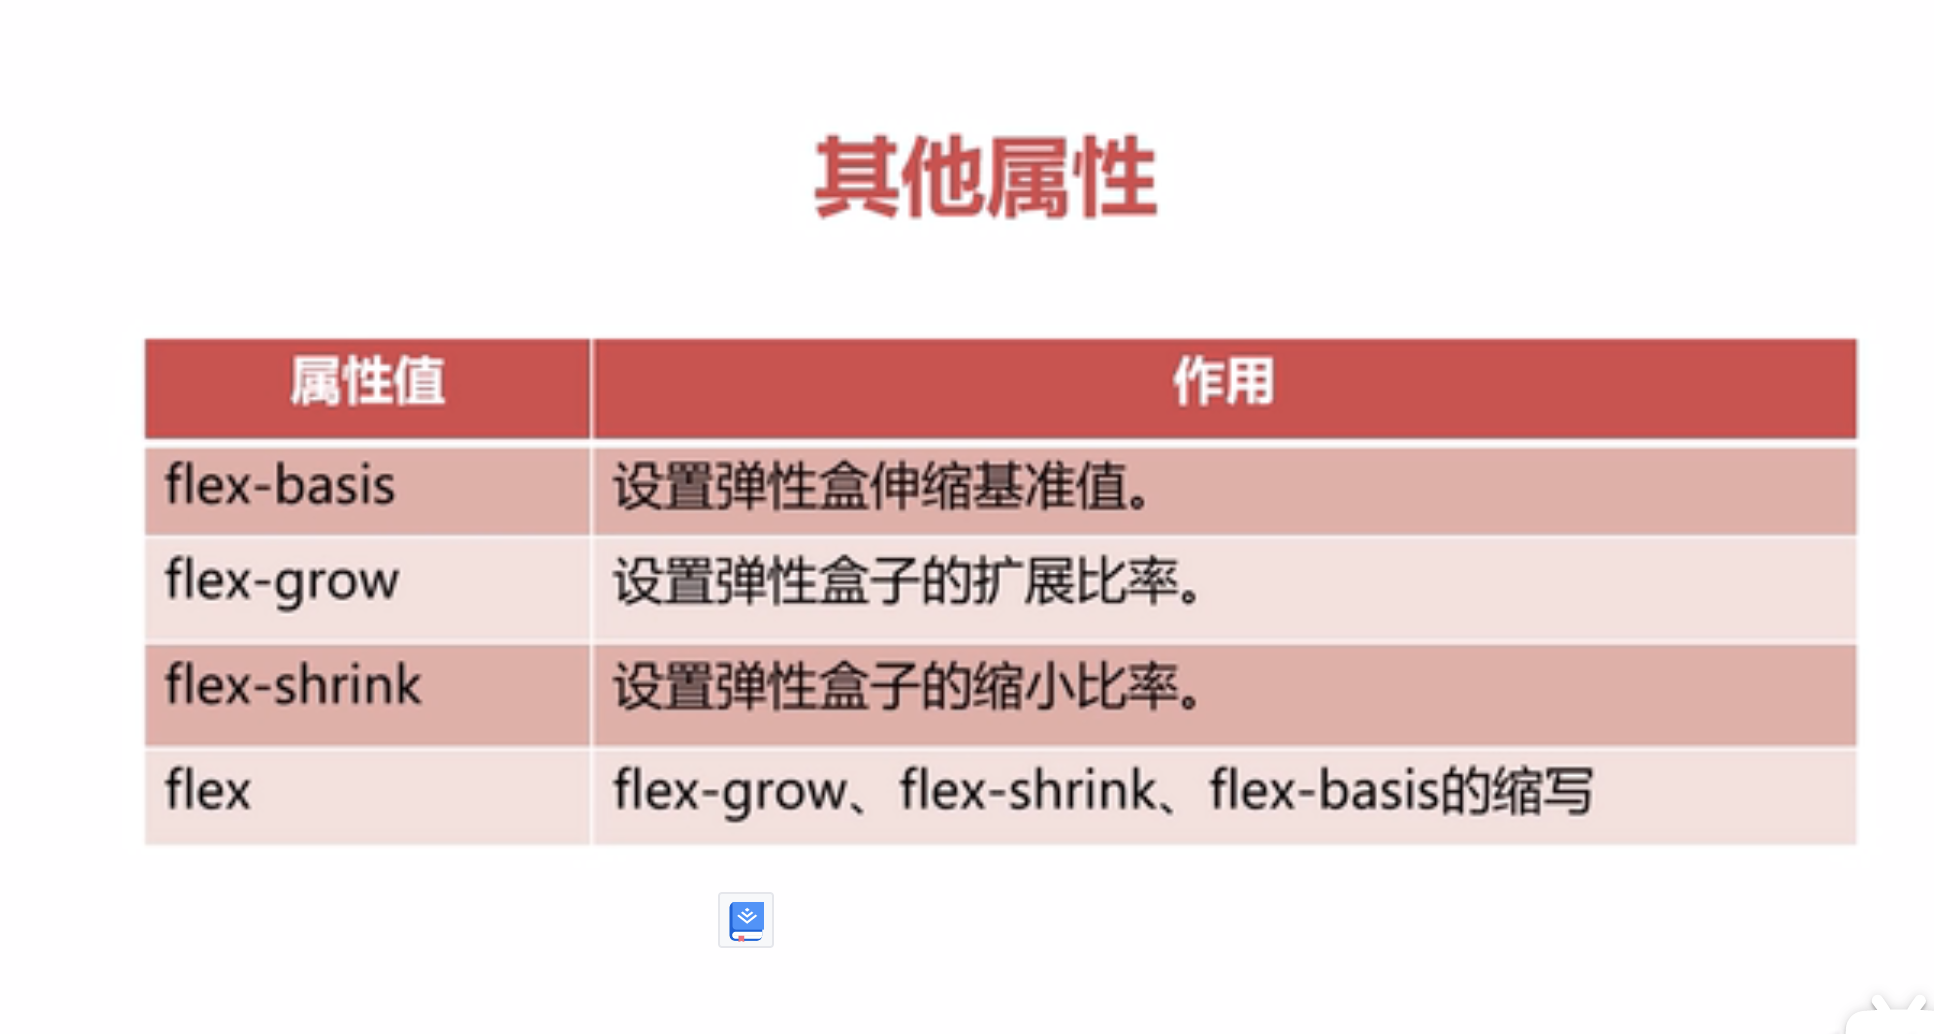 其他属性
属性值 作用
flex-basis 设置弹性盒伸缩基准值。
flex-grow 设置弹性盒子的扩展比率。
flex-shrink 设置弹性盒子的缩小比率。
flex flex-grow、flex-shrink、flex-basis的缩写